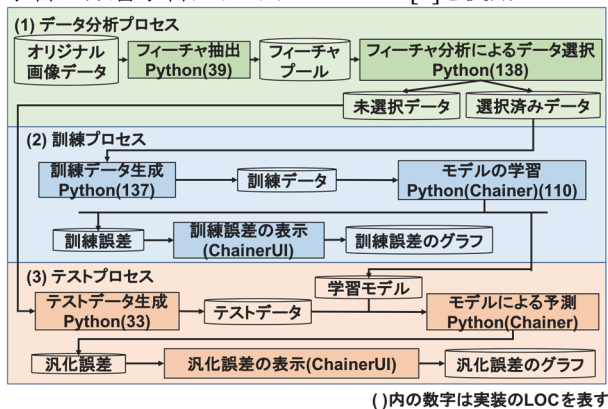 (1) データ分析プロセス
オリジナル
画像データ
フィーチャ抽出
Python(39)
フィーチャ
プール
フィーチャ分析によるデータ選択
Python(138)
未選択データ
選択済みデータ
(2) 訓練プロセス
訓練データ生成
Python(137)
訓練データ
モデルの学習
Python(Chainer)(110)
訓練誤差
訓練誤差の表示
(ChainerUI)
訓練誤差のグラフ
(3) テストプロセス
学習モデル
テストデータ生成
Python(33)
テストデータ
モデルによる予測
Python(Chainer)
汎化誤差
汎化誤差の表示(ChainerUI)
汎化誤差のグラフ
( )内の数字は実装のLOCを表す